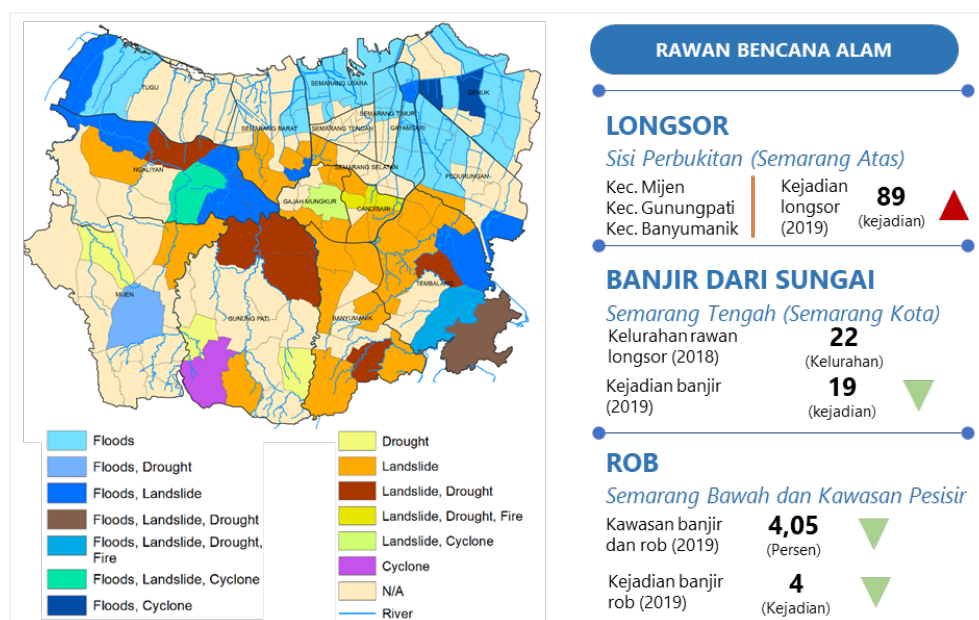 TUGU
SEMARANG UTARA
GENUK
SEMARANG TIMUR
SEMARANG BARAT
SEMARANG TENGAH
GAYAMSARI
SEMARANG SELATAN
NGALIYAN
PEDURUNGAN
GAJAH MUNGKUR
CANDISARI
TEMBALANG
MIJEN
GUNUNG PATI
BANYUMANIK
Floods
Floods, Drought
Floods, Landslide
Floods, Landslide, Drought
Floods, Landslide, Drought,
Fire
Floods, Landslide, Cyclone
Floods, Cyclone
Drought
Landslide
Landslide, Drought
Landslide, Drought, Fire
Landslide, Cyclone
Cyclone
N/A
River
RAWAN BENCANA ALAM
LONGSOR
Sisi Perbukitan (Semarang Atas)
Kec. Mijen
Kec. Gunungpati
Kec. Banyumanik
Kejadian
longsor
(2019)
89
(kejadian)
BANJIR DARI SUNGAI
Semarang Tengah (Semarang Kota)
Kelurahan rawan
longsor (2018)
22
(Kelurahan)
Kejadian banjir
(2019)
19
(kejadian)
ROB
Semarang Bawah dan Kawasan Pesisir
Kawasan banjir
dan rob (2019)
4,05
(Persen)
Kejadian banjir
rob (2019)
4
(Kejadian)